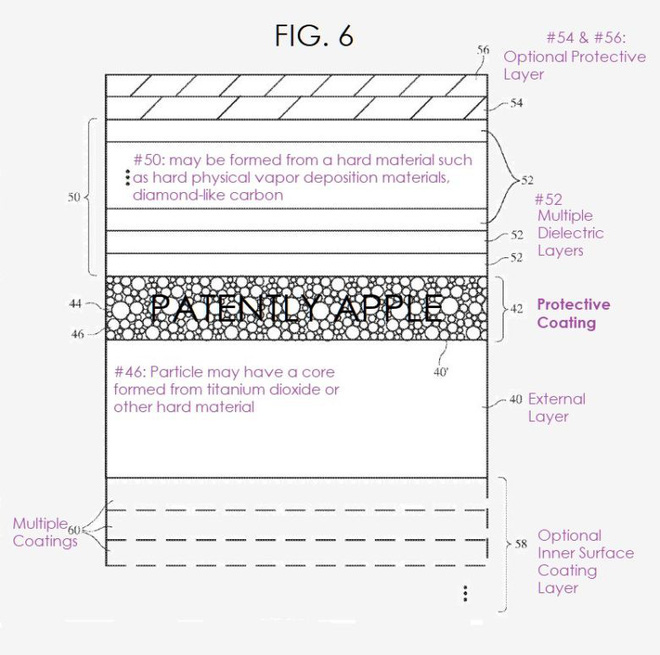 FIG. 6
#54 & #56:
Optional Protective
Layer
56
54
50
#50: may be formed from a hard material such
as hard physical vapor deposition materials,
diamond-like carbon
52
#52
Multiple
Dielectric
Layers
52
52
44
46
PATENTLY APPLE
42
Protective
Coating
40'
#46: Particle may have a core
formed from titanium dioxide or
other hard material
40
External
Layer
Multiple
Coatings
60
58
Optional
Inner Surface
Coating
Layer